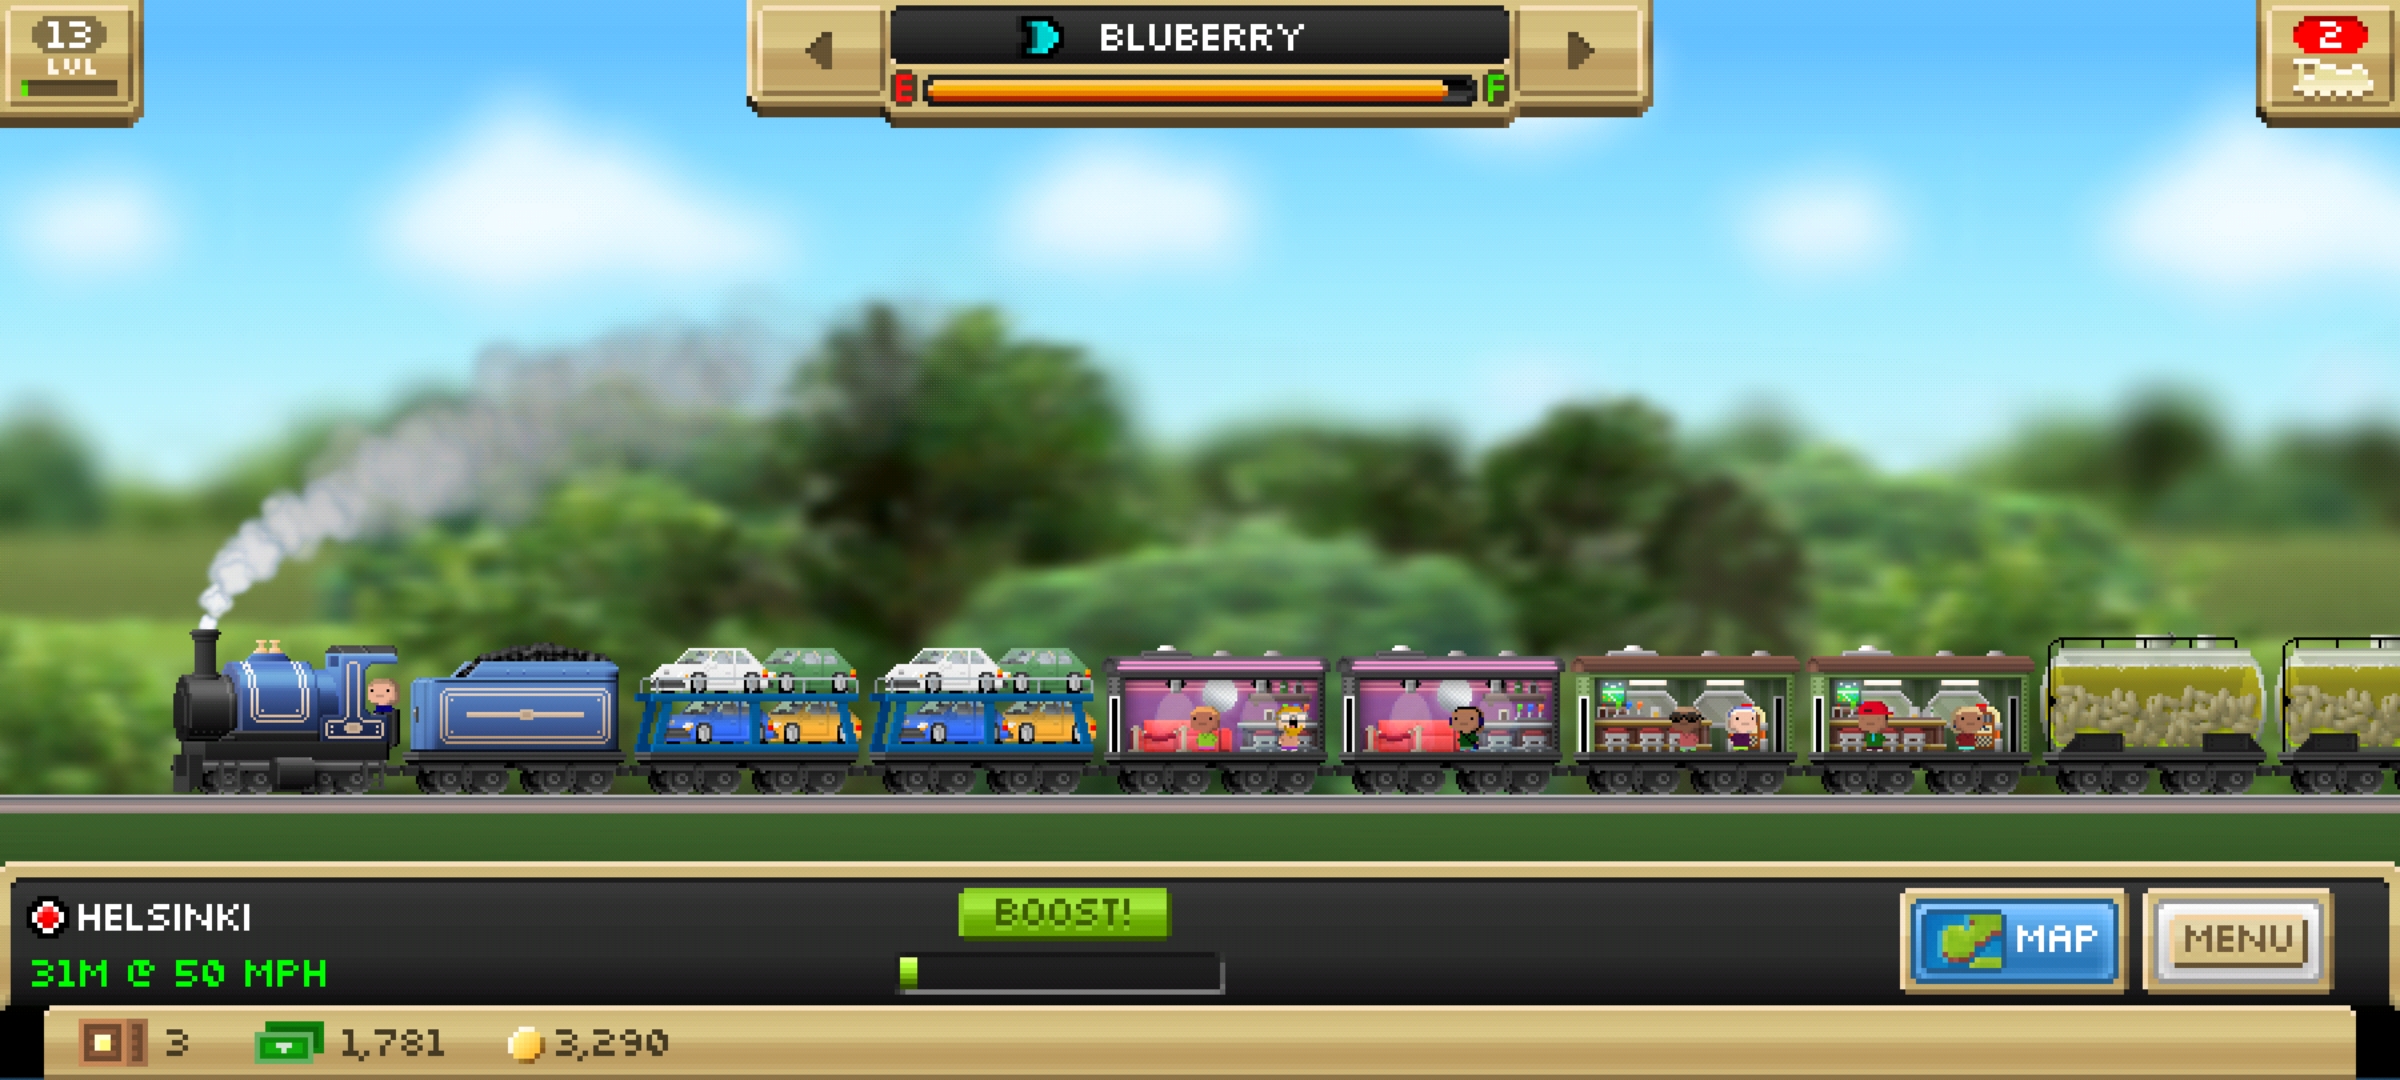 13
LVL
BLUBERRY
E F
2
HELSINKI
31M @ 50 MPH
BOOST!
MAP
MENU
3
1,781
3,290